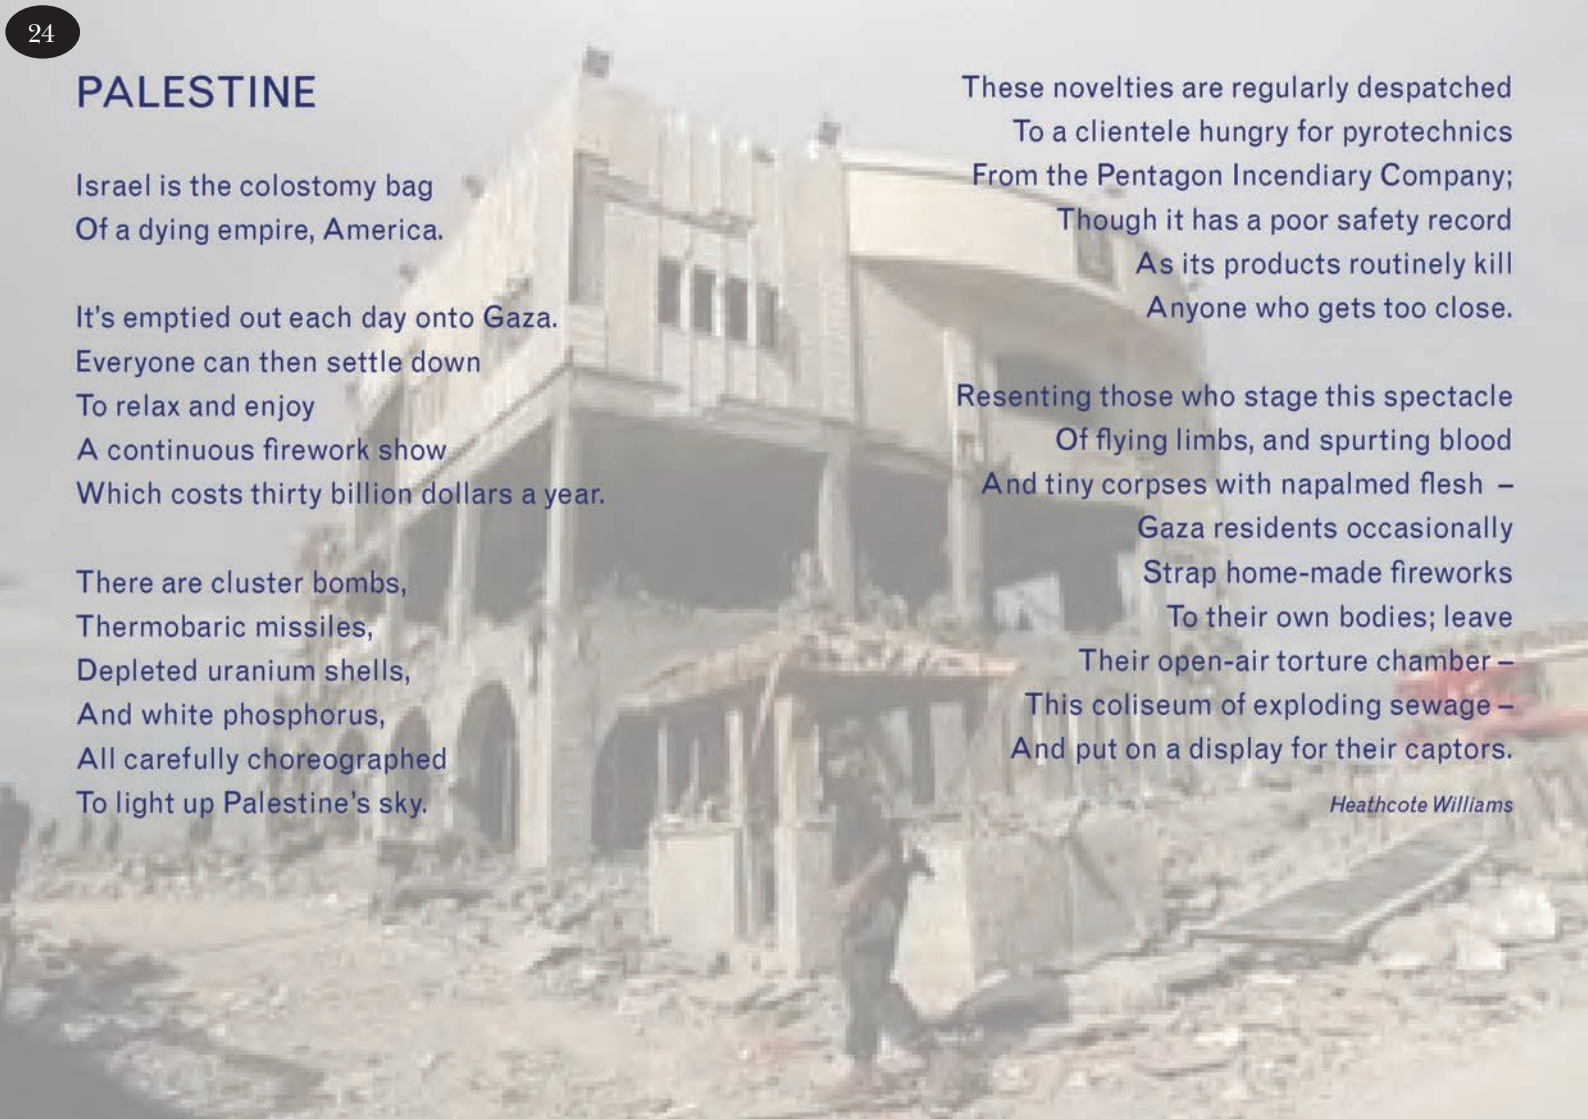 24
PALESTINE
Israel is the colostomy bag
Of a dying empire, America.
It's emptied out each day onto Gaza.
Everyone can then settle down
To relax and enjoy
A continuous firework show
Which costs thirty billion dollars a year.
There are cluster bombs,
Thermobaric missiles,
Depleted uranium shells,
And white phosphorus,
All carefully choreographed
To light up Palestine's sky.
These novelties are regularly despatched
To a clientele hungry for pyrotechnics
From the Pentagon Incendiary Company;
Though it has a poor safety record
As its products routinely kill
Anyone who gets too close.
Resenting those who stage this spectacle
Of flying limbs, and spurting blood
And tiny corpses with napalmed flesh –
Gaza residents occasionally
Strap home-made fireworks
To their own bodies; leave
Their open-air torture chamber –
This coliseum of exploding sewage –
And put on a display for their captors.
Heathcote Williams